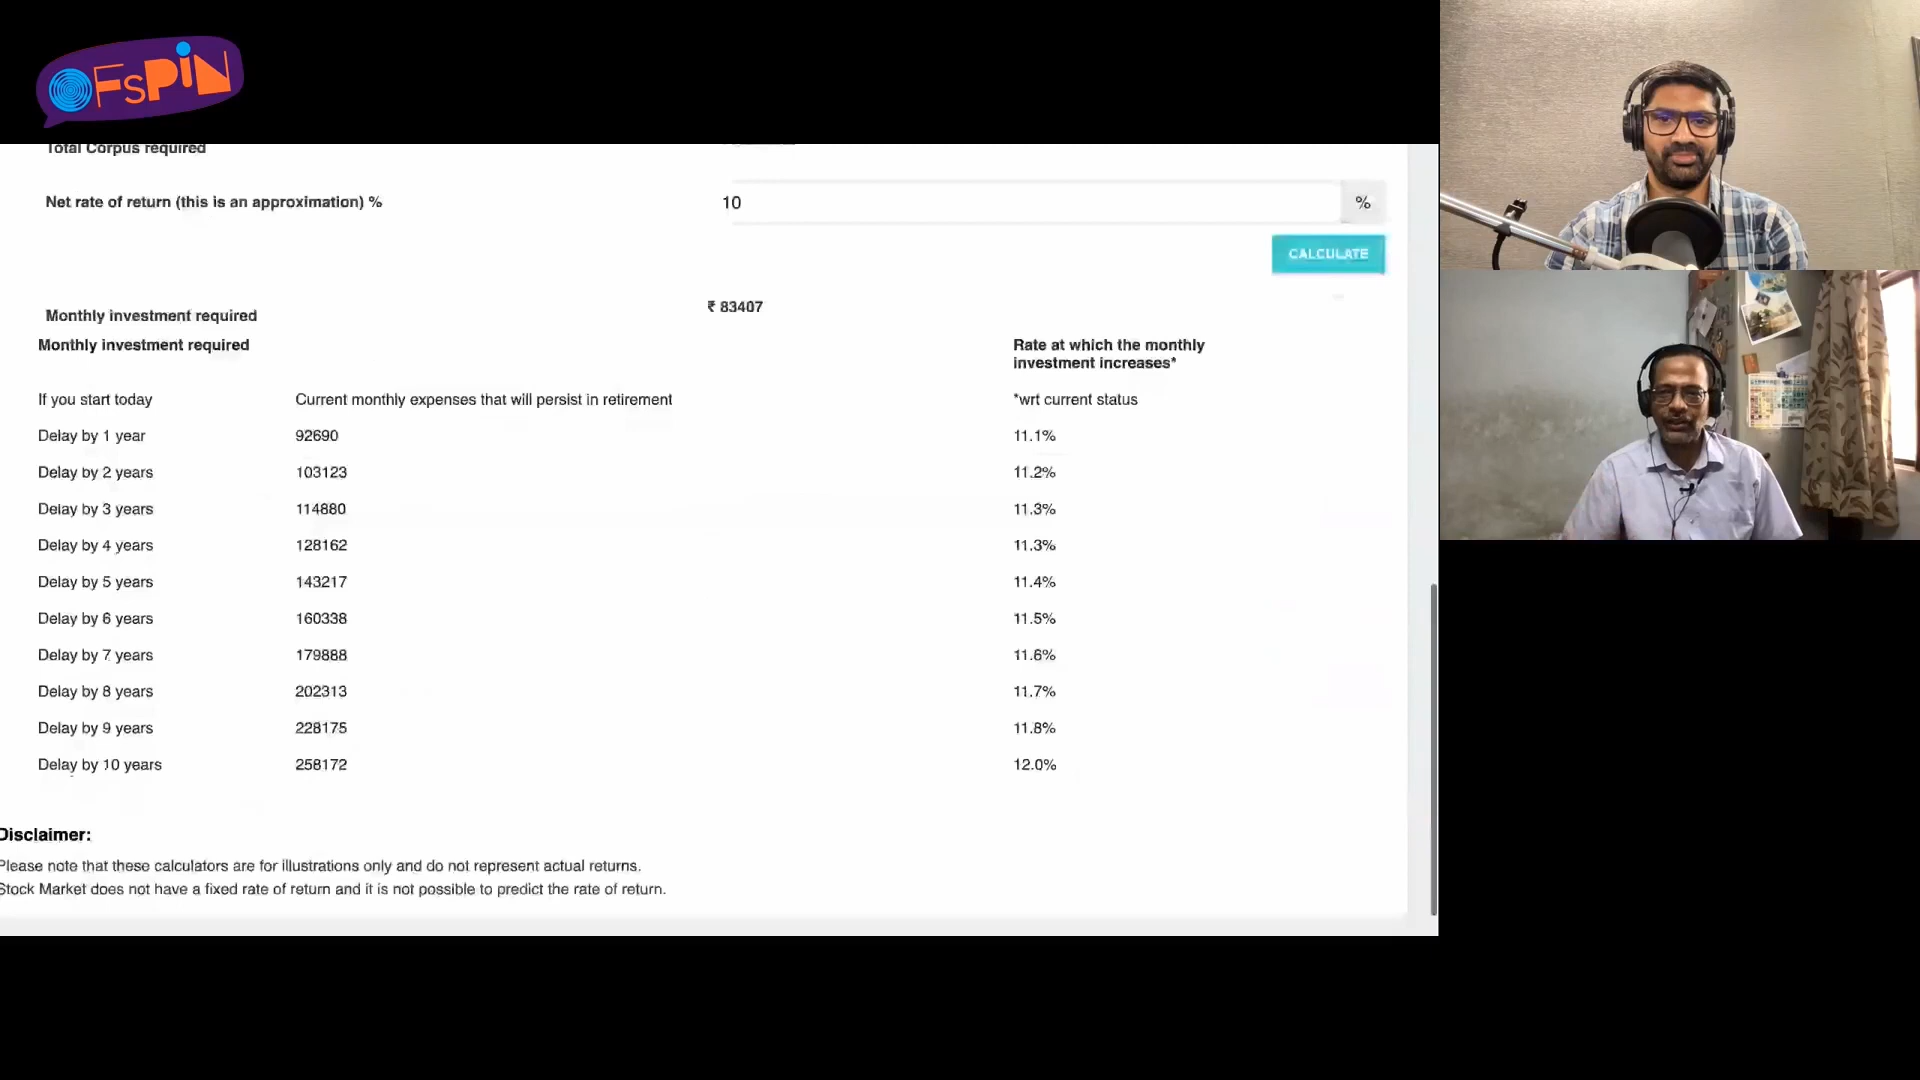 OFSPIN
Total Corpus required
Net rate of return (this is an approximation) %
10
%
CALCULATE
Monthly investment required
₹ 83407
Monthly investment required
Rate at which the monthly
investment increases*
If you start today
Current monthly expenses that will persist in retirement
*wrt current status
Delay by 1 year
92690
11.1%
Delay by 2 years
103123
11.2%
Delay by 3 years
114880
11.3%
Delay by 4 years
128162
11.3%
Delay by 5 years
143217
11.4%
Delay by 6 years
160338
11.5%
Delay by 7 years
179888
11.6%
Delay by 8 years
202313
11.7%
Delay by 9 years
228175
11.8%
Delay by 10 years
258172
12.0%
Disclaimer:
Please note that these calculators are for illustrations only and do not represent actual returns.
Stock Market does not have a fixed rate of return and it is not possible to predict the rate of return.